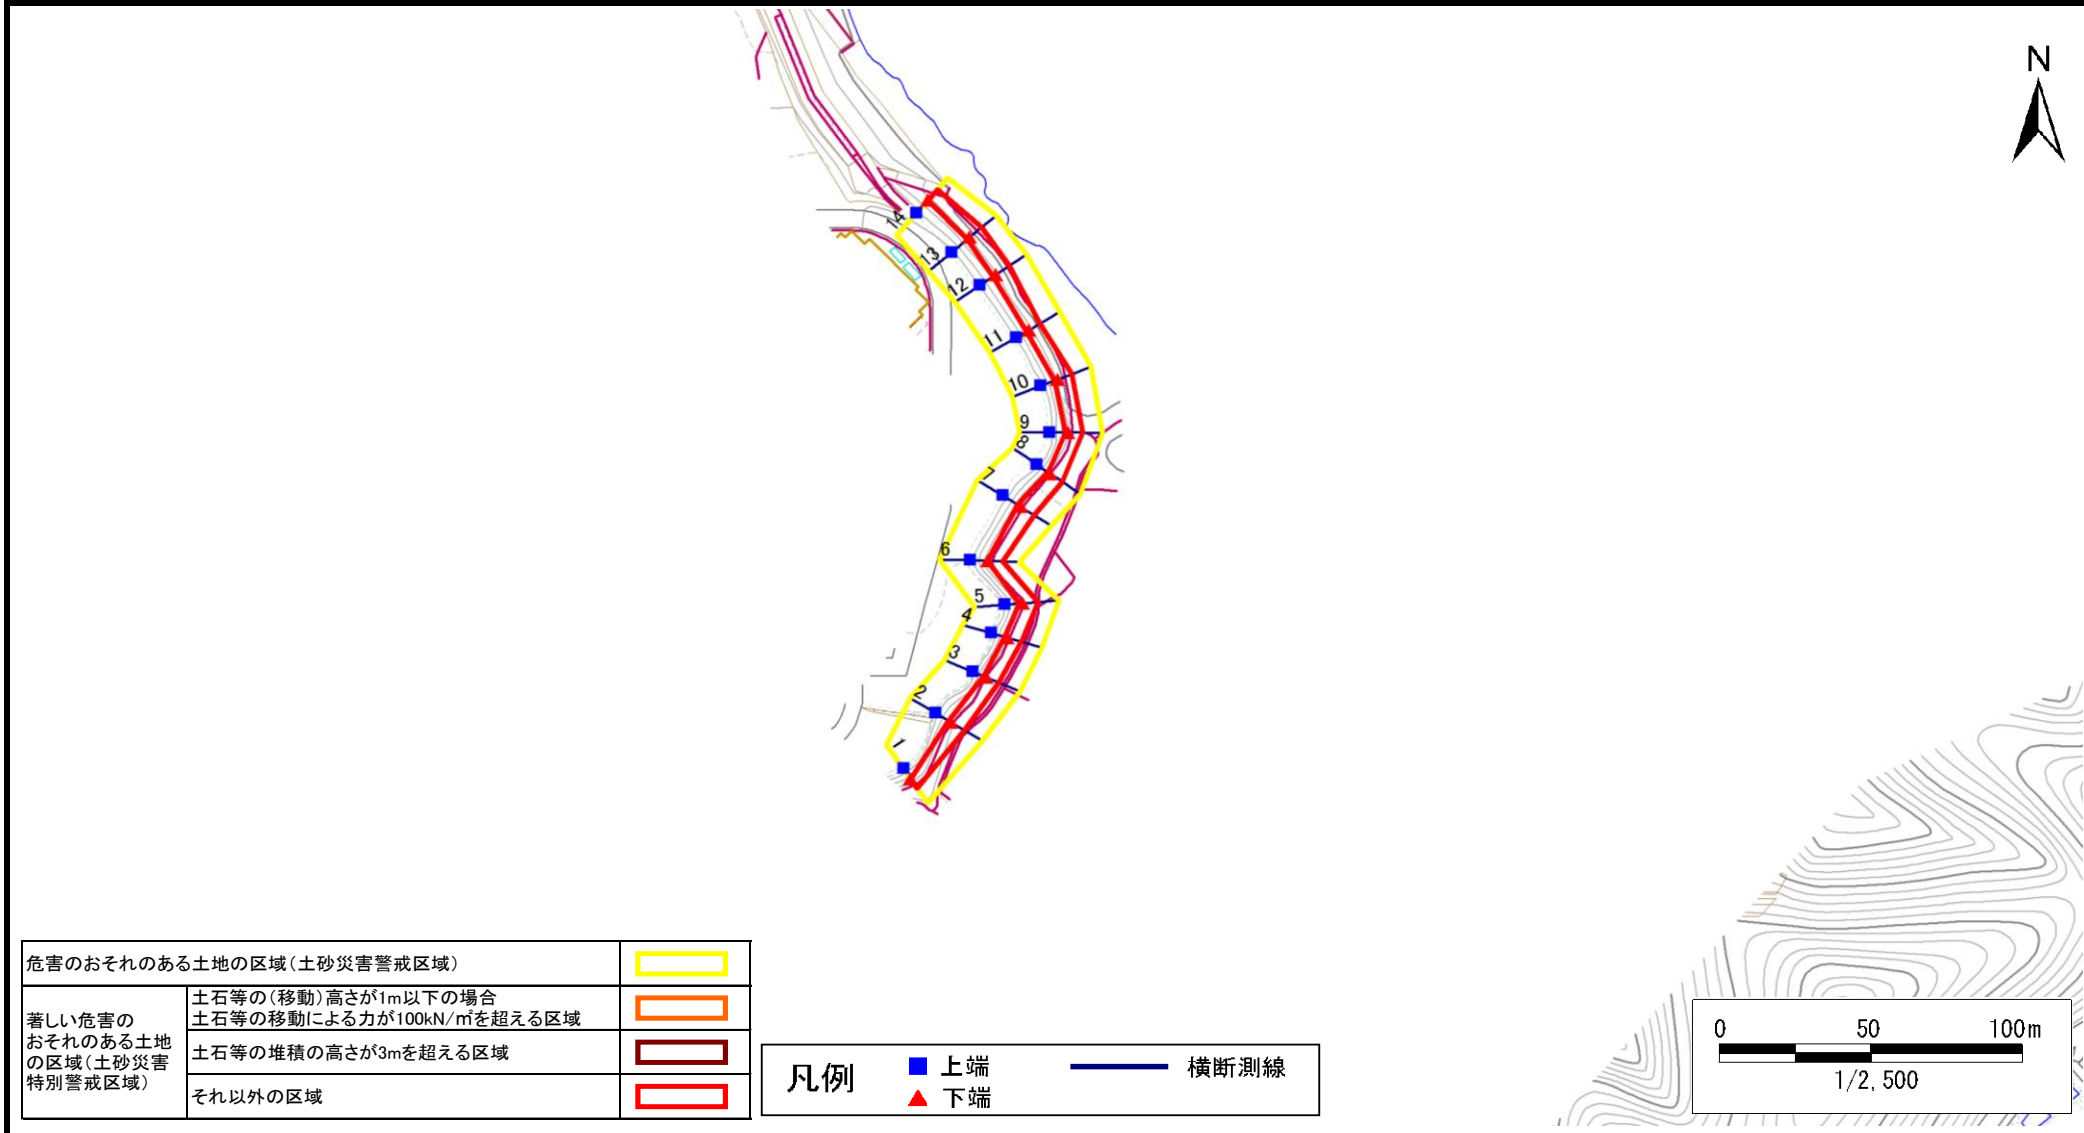 N
14
13
12
11
10
9
8
7
6
5
4
3
2
1
危害のおそれのある土地の区域(土砂災害警戒区域)
著しい危害の
おそれのある土地
の区域(土砂災害
特別警戒区域)
土石等の(移動)高さが1m以下の場合
土石等の移動による力が100kN/㎡を超える区域
土石等の堆積の高さが3mを超える区域
それ以外の区域
凡例
上端
下端
横断測線
0 50 100m
1/2,500